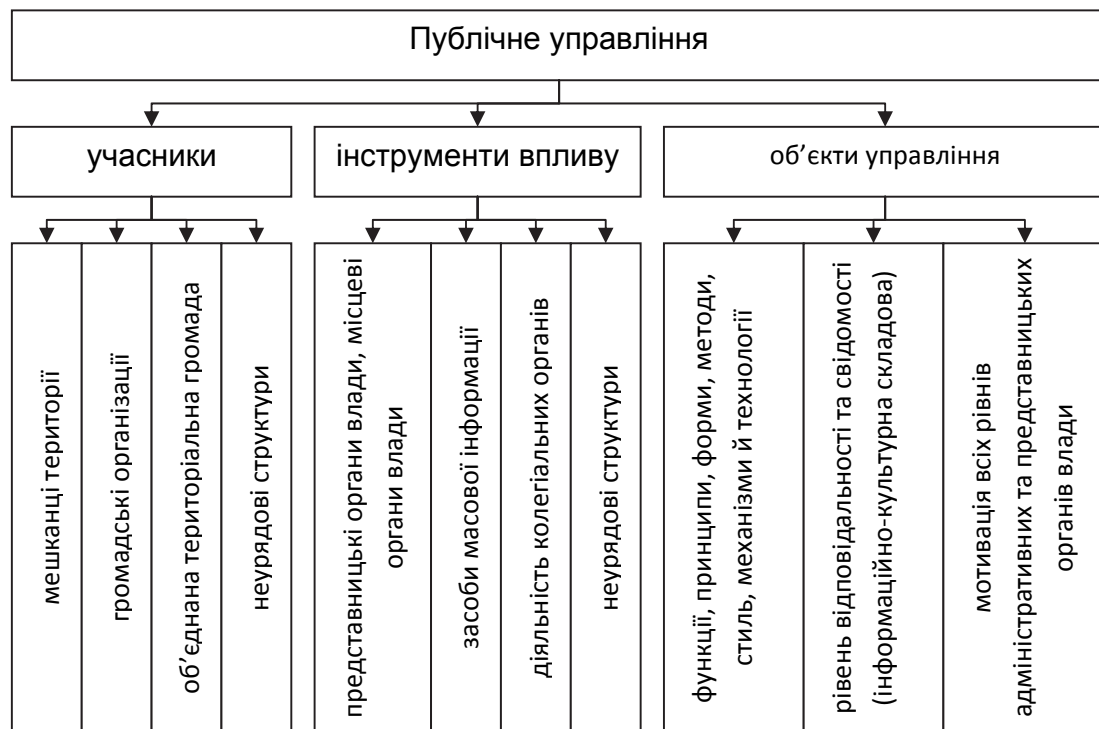 Публічне управління
учасники
інструменти впливу
об’єкти управління
мешканці території
громадські організації
об’єднана територіальна громада
неурядові структури
представницькі органи влади, місцеві
органи влади
засоби масової інформації
діяльність колегіальних органів
неурядові структури
функції, принципи, форми, методи,
стиль, механізми й технології
рівень відповідальності та свідомості
(інформаційно-культурна складова)
мотивація всіх рівнів
адміністративних та представницьких
органів влади